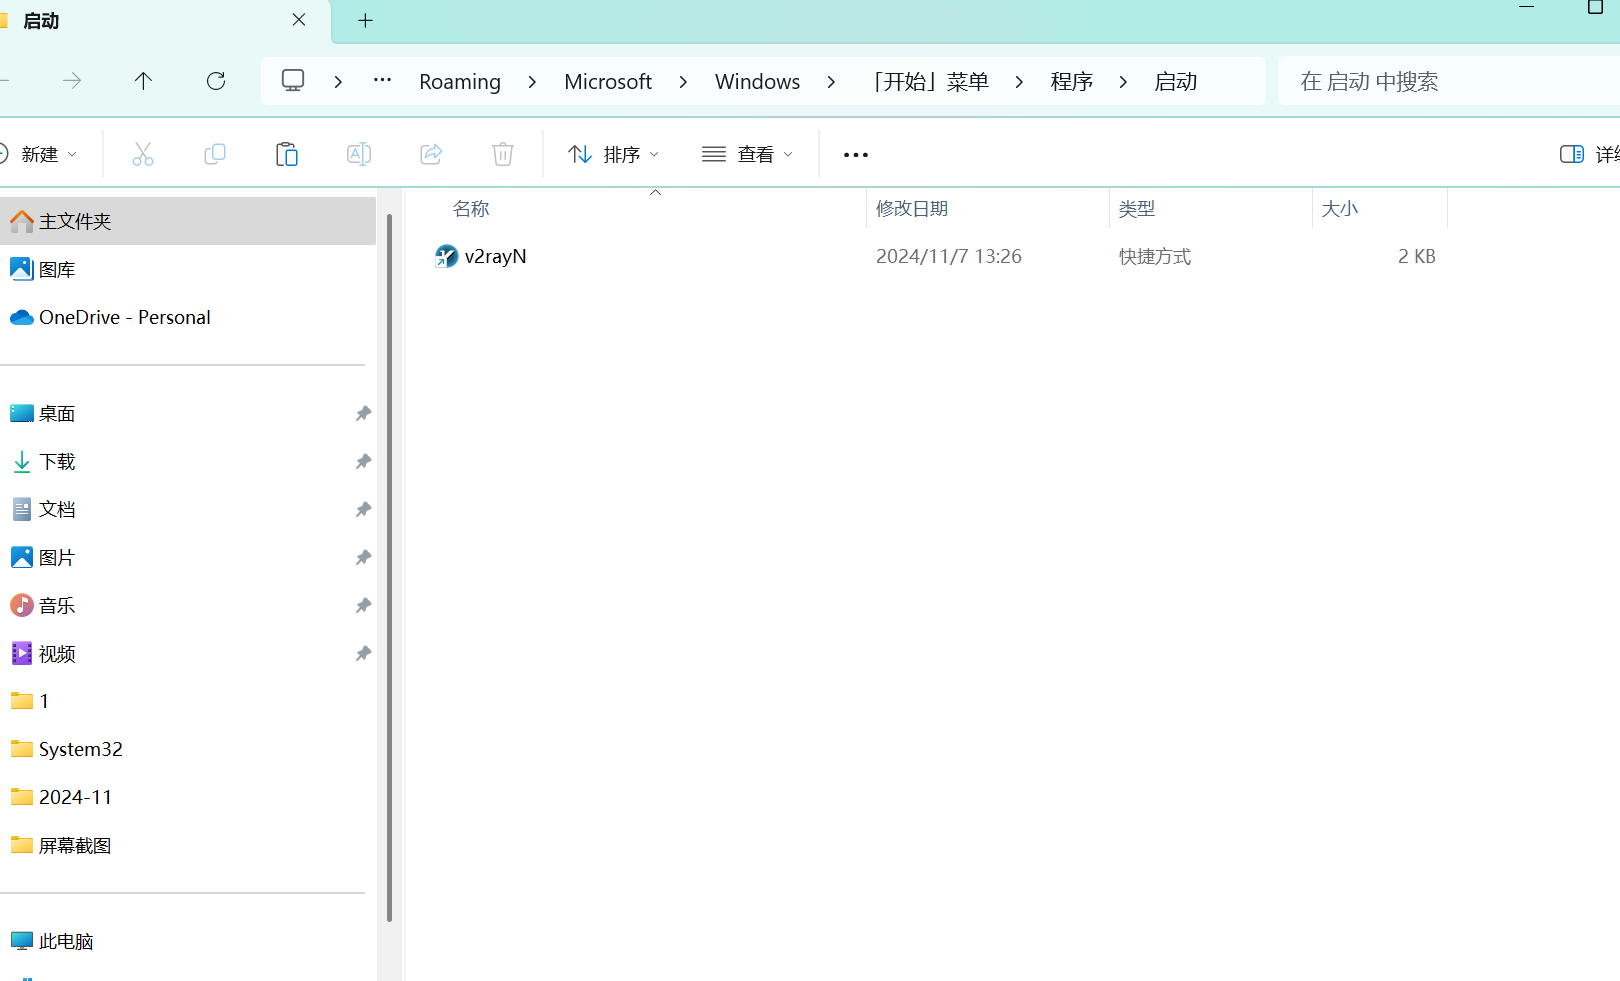 启动
Roaming > Microsoft > Windows > 「开始」菜单 > 程序 > 启动
在 启动 中搜索
新建
排序
查看
名称 修改日期 类型 大小
v2rayN 2024/11/7 13:26 快捷方式 2 KB
主文件夹
图库
OneDrive - Personal
桌面
下载
文档
图片
音乐
视频
1
System32
2024-11
屏幕截图
此电脑